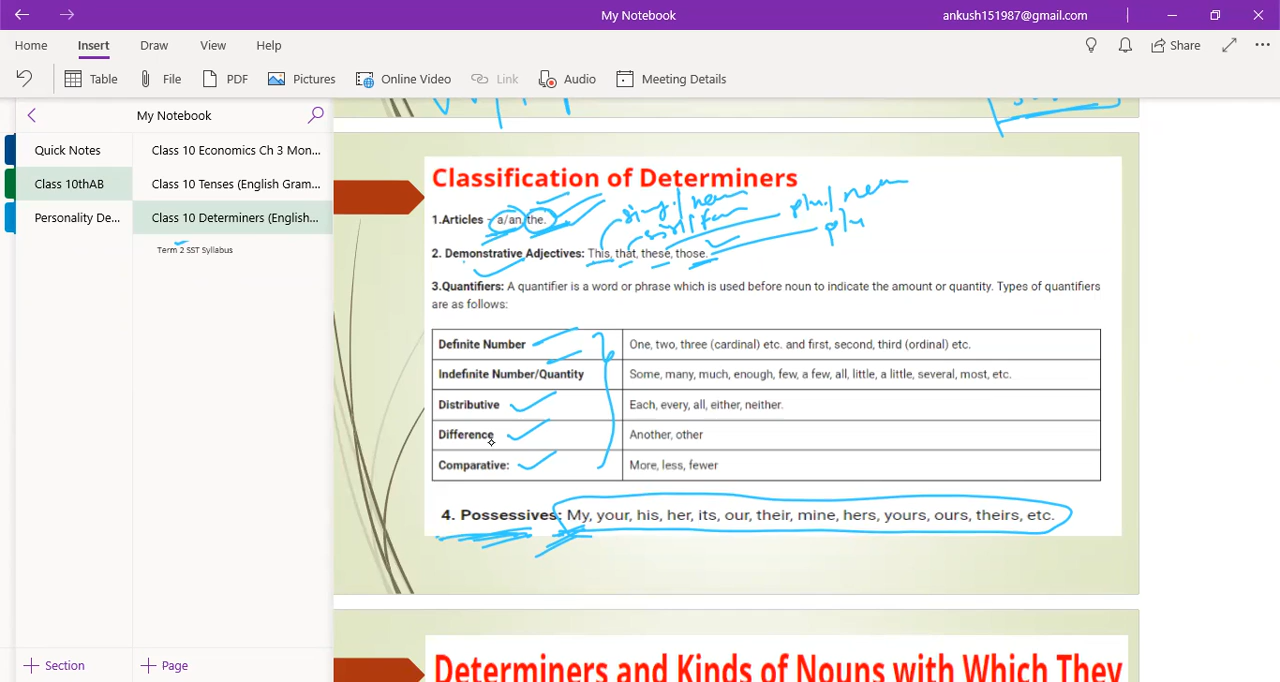 My Notebook
ankush151987@gmail.com
Home Insert Draw View Help
Share
Table File PDF Pictures Online Video Link Audio Meeting Details
My Notebook
Quick Notes
Class 10thAB
Personality De...
Class 10 Economics Ch 3 Mon...
Class 10 Tenses (English Gram...
Class 10 Determiners (English...
Term 2 SST Syllabus
Section
Page
Classification of Determiners
sing/near
plu/near
plu
1.Articles - a/an, the.
2. Demonstrative Adjectives: This, that, these, those.
3.Quantifiers: A quantifier is a word or phrase which is used before noun to indicate the amount or quantity. Types of quantifiers
are as follows:
Definite Number One, two, three (cardinal) etc. and first, second, third (ordinal) etc.
Indefinite Number/Quantity Some, many, much, enough, few, a few, all, little, a little, several, most, etc.
Distributive Each, every, all, either, neither.
Difference Another, other
Comparative: More, less, fewer
4. Possessives: My, your, his, her, its, our, their, mine, hers, yours, ours, theirs, etc.
Determiners and Kinds of Nouns with Which They